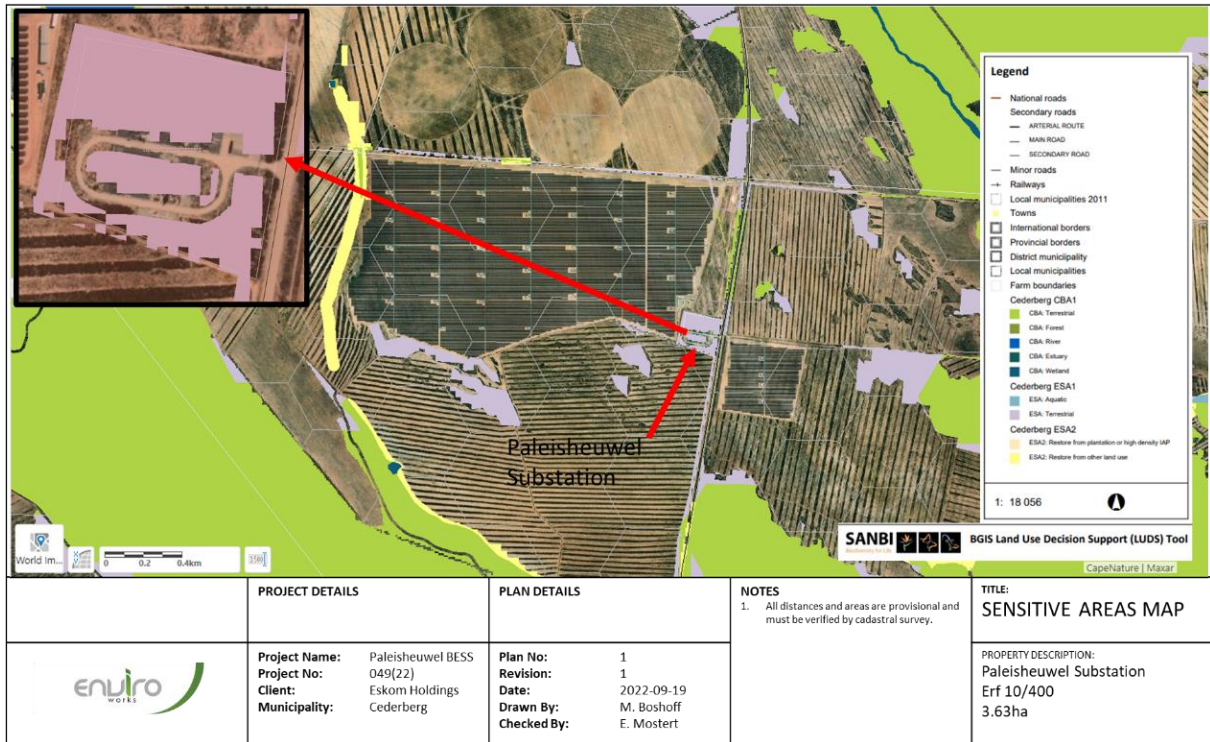 Paleisheuwel
Substation
Legend
National roads
Secondary roads
ARTERIAL ROUTE
MAIN ROAD
SECONDARY ROAD
Minor roads
Railways
Local municipalities 2011
Towns
International borders
Provincial borders
District municiipality
Local municipalities
Farm boundaries
Cederberg CBA1
CBA: Terrestrial
CBA: Forest
CBA: River
CBA: Estuary
CBA: Wetland
Cederberg ESA1
ESA: Aquatic
ESA: Terrestrial
Cederberg ESA2
ESA2: Restore from plantation or high density IAP
ESA2: Restore from other land use
1: 18 056
World Im...
0 0.2 0.4km
SANBI
Biodiversity for Life
BGIS Land Use Decision Support (LUDS) Tool
CapeNature | Maxar
PROJECT DETAILS
Project Name: Paleisheuwel BESS
Project No: 049(22)
Client: Eskom Holdings
Municipality: Cederberg
PLAN DETAILS
Plan No: 1
Revision: 1
Date: 2022-09-19
Drawn By: M. Boshoff
Checked By: E. Mostert
NOTES
1. All distances and areas are provisional and
must be verified by cadastral survey.
TITLE:
SENSITIVE AREAS MAP
PROPERTY DESCRIPTION:
Paleisheuwel Substation
Erf 10/400
3.63ha
enviro
works